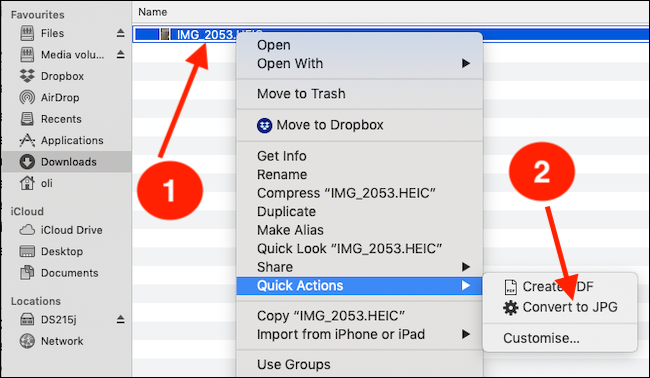 Favourites
Files
Media volu...
Dropbox
AirDrop
Recents
Applications
Downloads
oli
iCloud
iCloud Drive
Desktop
Documents
Locations
DS215j
Network
Name
IMG_2053.HEIC
Open
Open With
Move to Trash
Move to Dropbox
Get Info
Rename
Compress “IMG_2053.HEIC”
Duplicate
Make Alias
Quick Look “IMG_2053.HEIC”
Share
Quick Actions
Copy “IMG_2053.HEIC”
Import from iPhone or iPad
Use Groups
PDF
Create PDF
Convert to JPG
Customise...
1
2